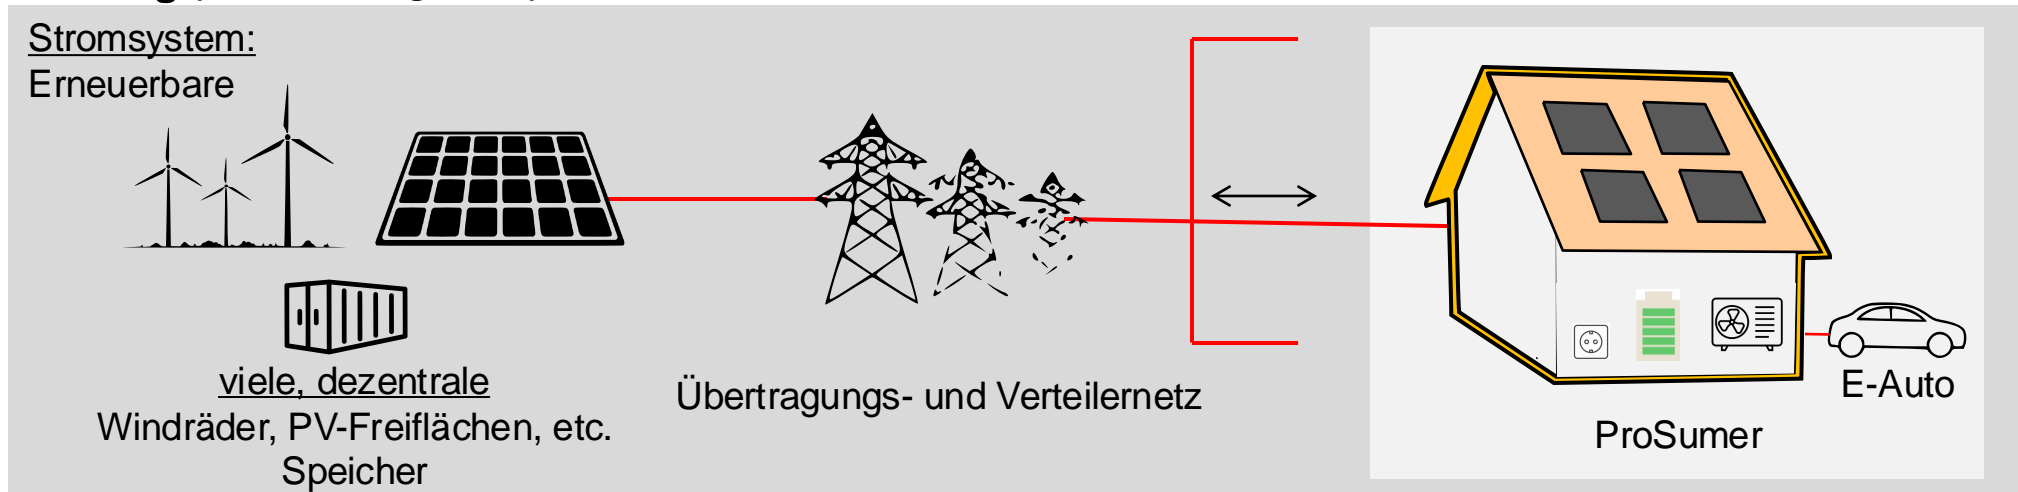 Stromsystem:
Erneuerbare
viele, dezentrale
Windräder, PV-Freiflächen, etc.
Speicher
Übertragungs- und Verteilernetz
E-Auto
ProSumer